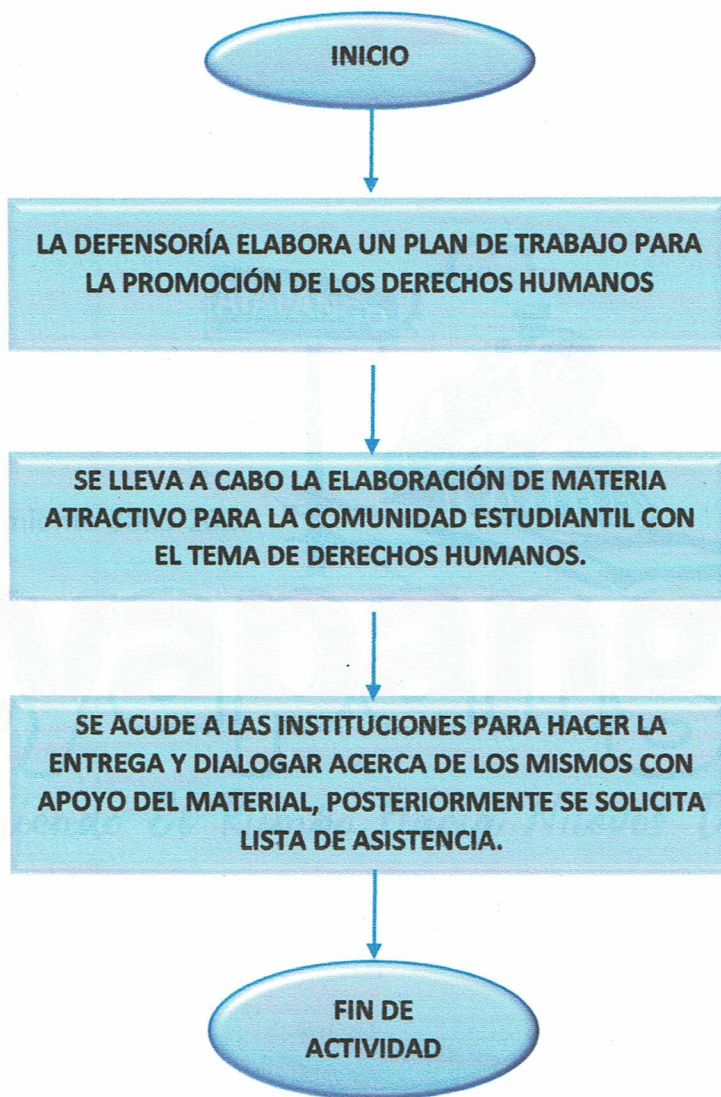 INICIO
LA DEFENSORÍA ELABORA UN PLAN DE TRABAJO PARA
LA PROMOCIÓN DE LOS DERECHOS HUMANOS
SE LLEVA A CABO LA ELABORACIÓN DE MATERIA
ATRACTIVO PARA LA COMUNIDAD ESTUDIANTIL CON
EL TEMA DE DERECHOS HUMANOS.
SE ACUDE A LAS INSTITUCIONES PARA HACER LA
ENTREGA Y DIALOGAR ACERCA DE LOS MISMOS CON
APOYO DEL MATERIAL, POSTERIORMENTE SE SOLICITA
LISTA DE ASISTENCIA.
FIN DE
ACTIVIDAD